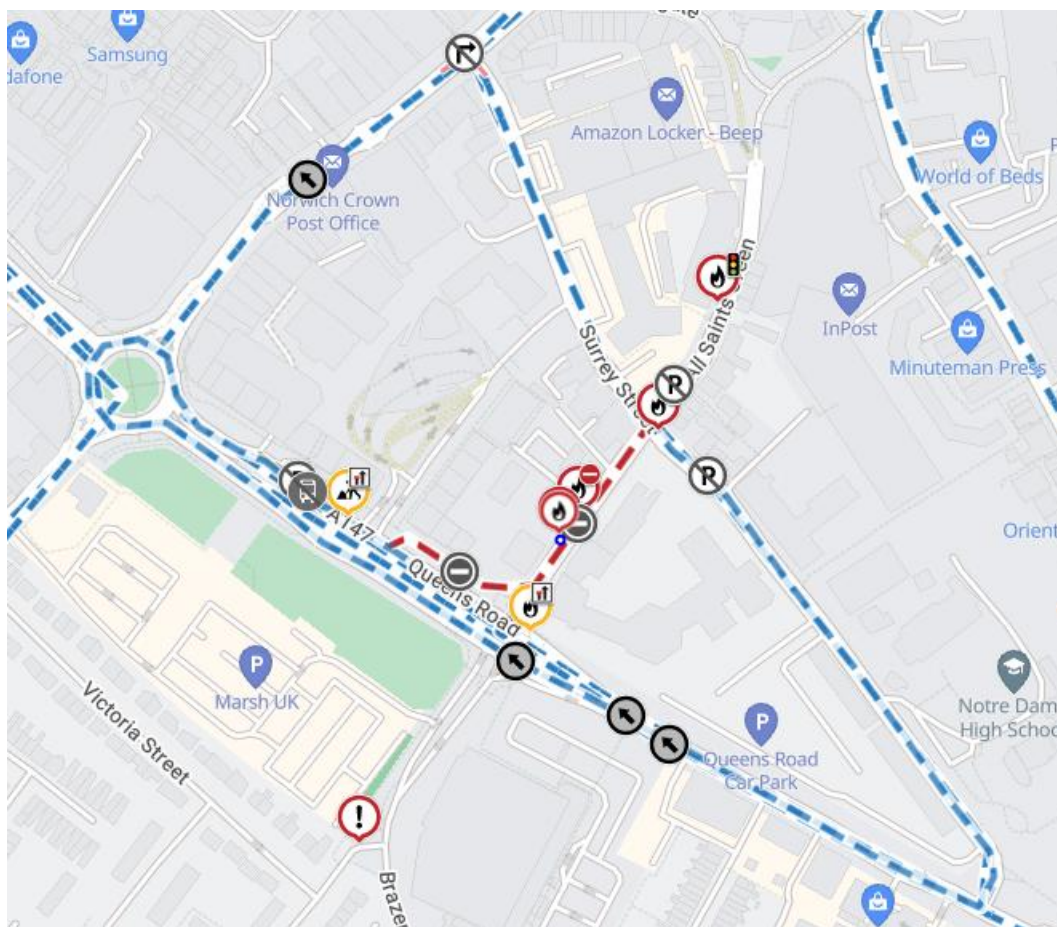 Samsung
dafone
Amazon Locker - Beep
World of Beds
Norwich Crown
Post Office
InPost
Minuteman Press
All Saints Green
Surrey Street
A147
Queens Road
Orient
Marsh UK
P
P
Notre Dam
High Schoo
Victoria Street
Queens Road
Car Park
Brazen